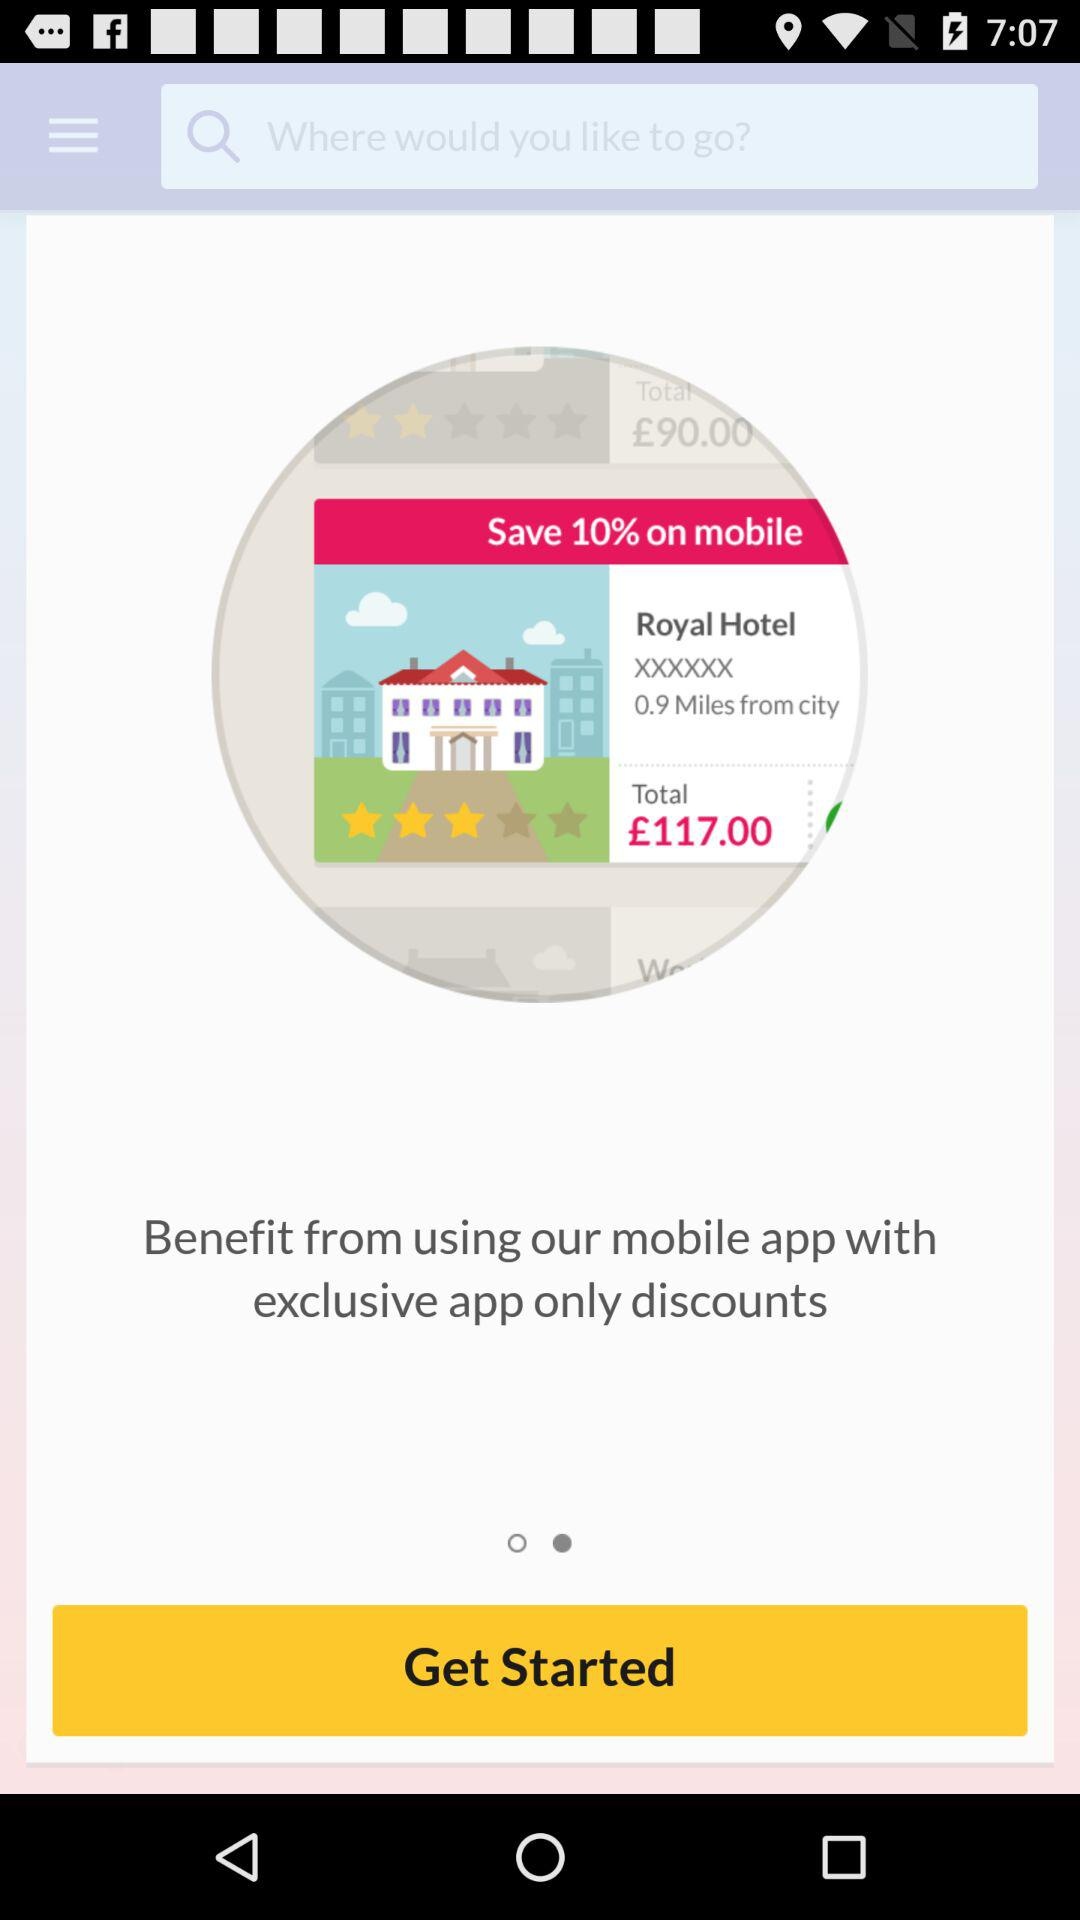 7:07
Where would you like to go?
Total
£90.00
Save 10% on mobile
Royal Hotel
XXXXXX
0.9 Miles from city
Total
£117.00
Benefit from using our mobile app with
exclusive app only discounts
Get Started